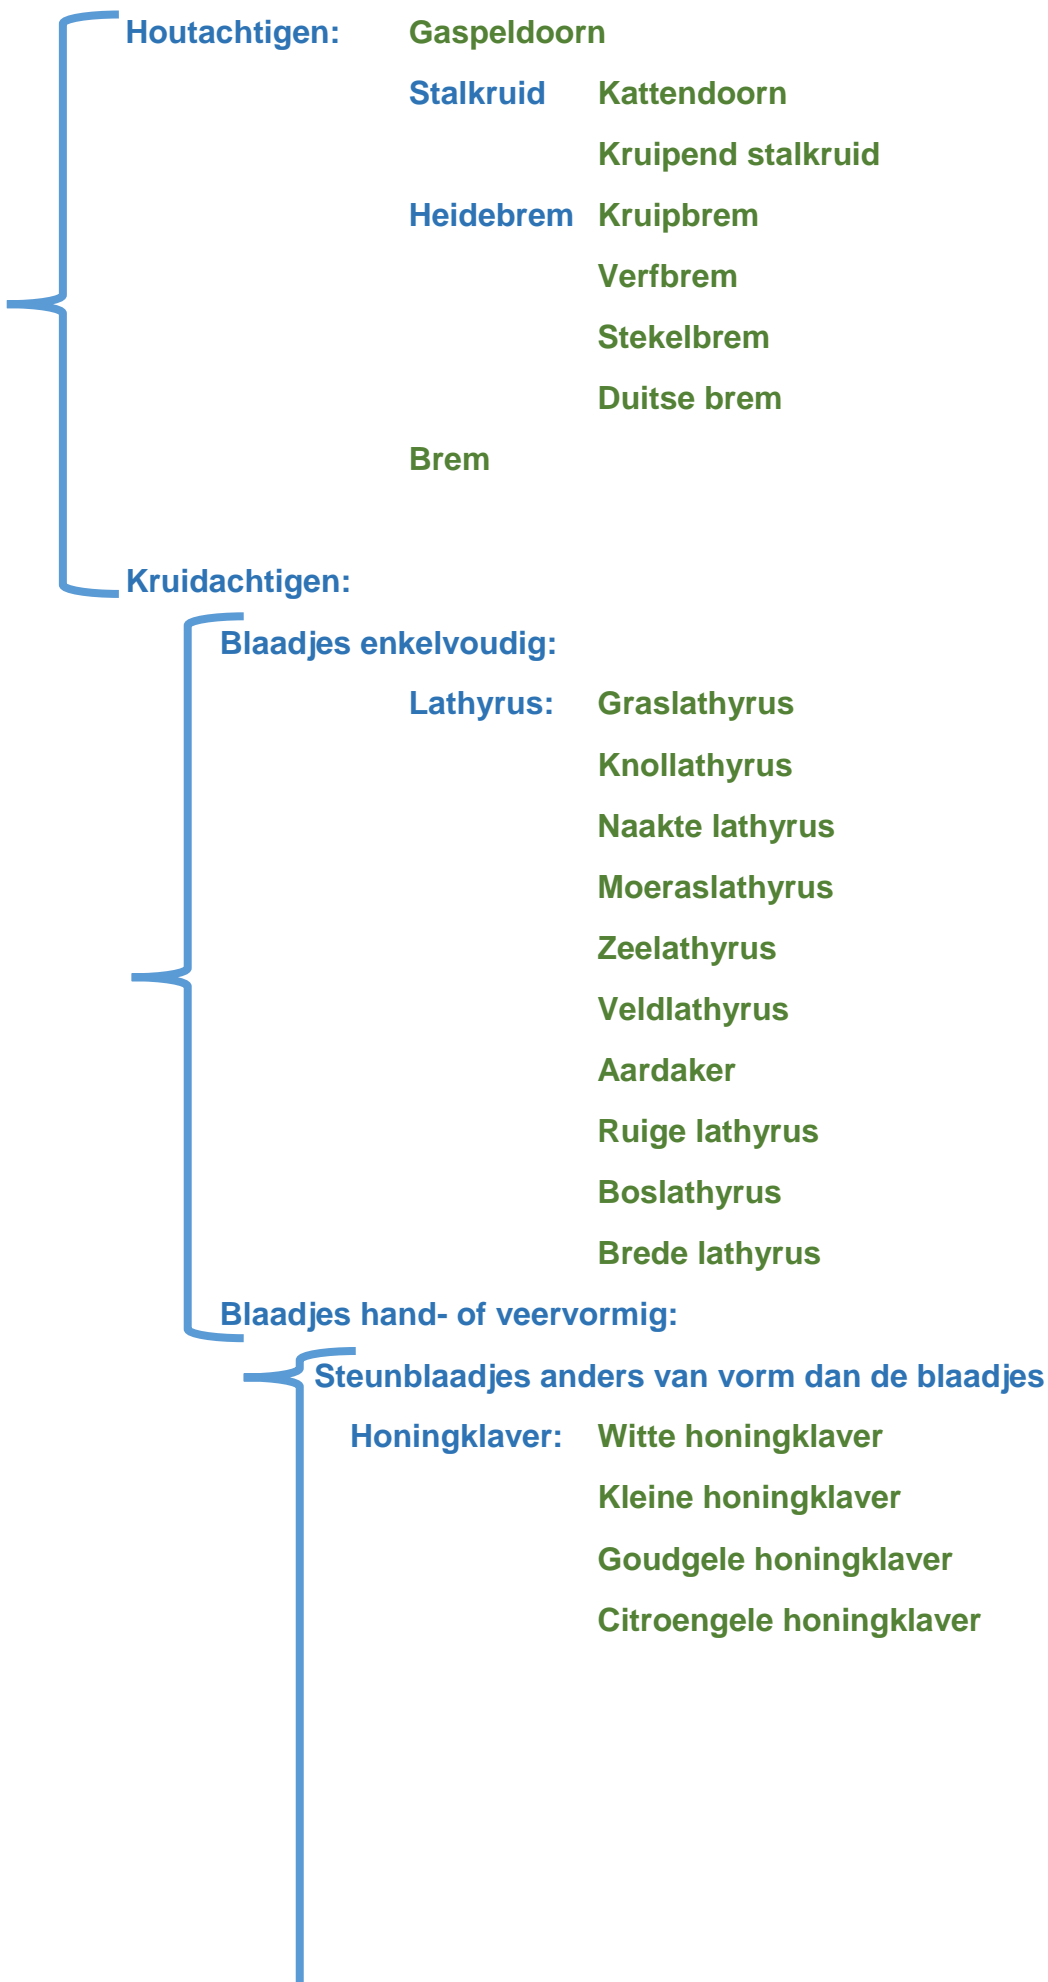 Houtachtigen: Gaspeldoorn
Stalkruid Kattendoorn
Kruipend stalkruid
Heidebrem Kruipbrem
Verfbrem
Stekelbrem
Duitse brem
Brem
Kruidachtigen:
Blaadjes enkelvoudig:
Lathyrus: Graslathyrus
Knollathyrus
Naakte lathyrus
Moeraslathyrus
Zeelathyrus
Veldlathyrus
Aardaker
Ruige lathyrus
Boslathyrus
Brede lathyrus
Blaadjes hand- of veervormig:
Steunblaadjes anders van vorm dan de blaadjes
Honingklaver: Witte honingklaver
Kleine honingklaver
Goudgele honingklaver
Citroengele honingklaver